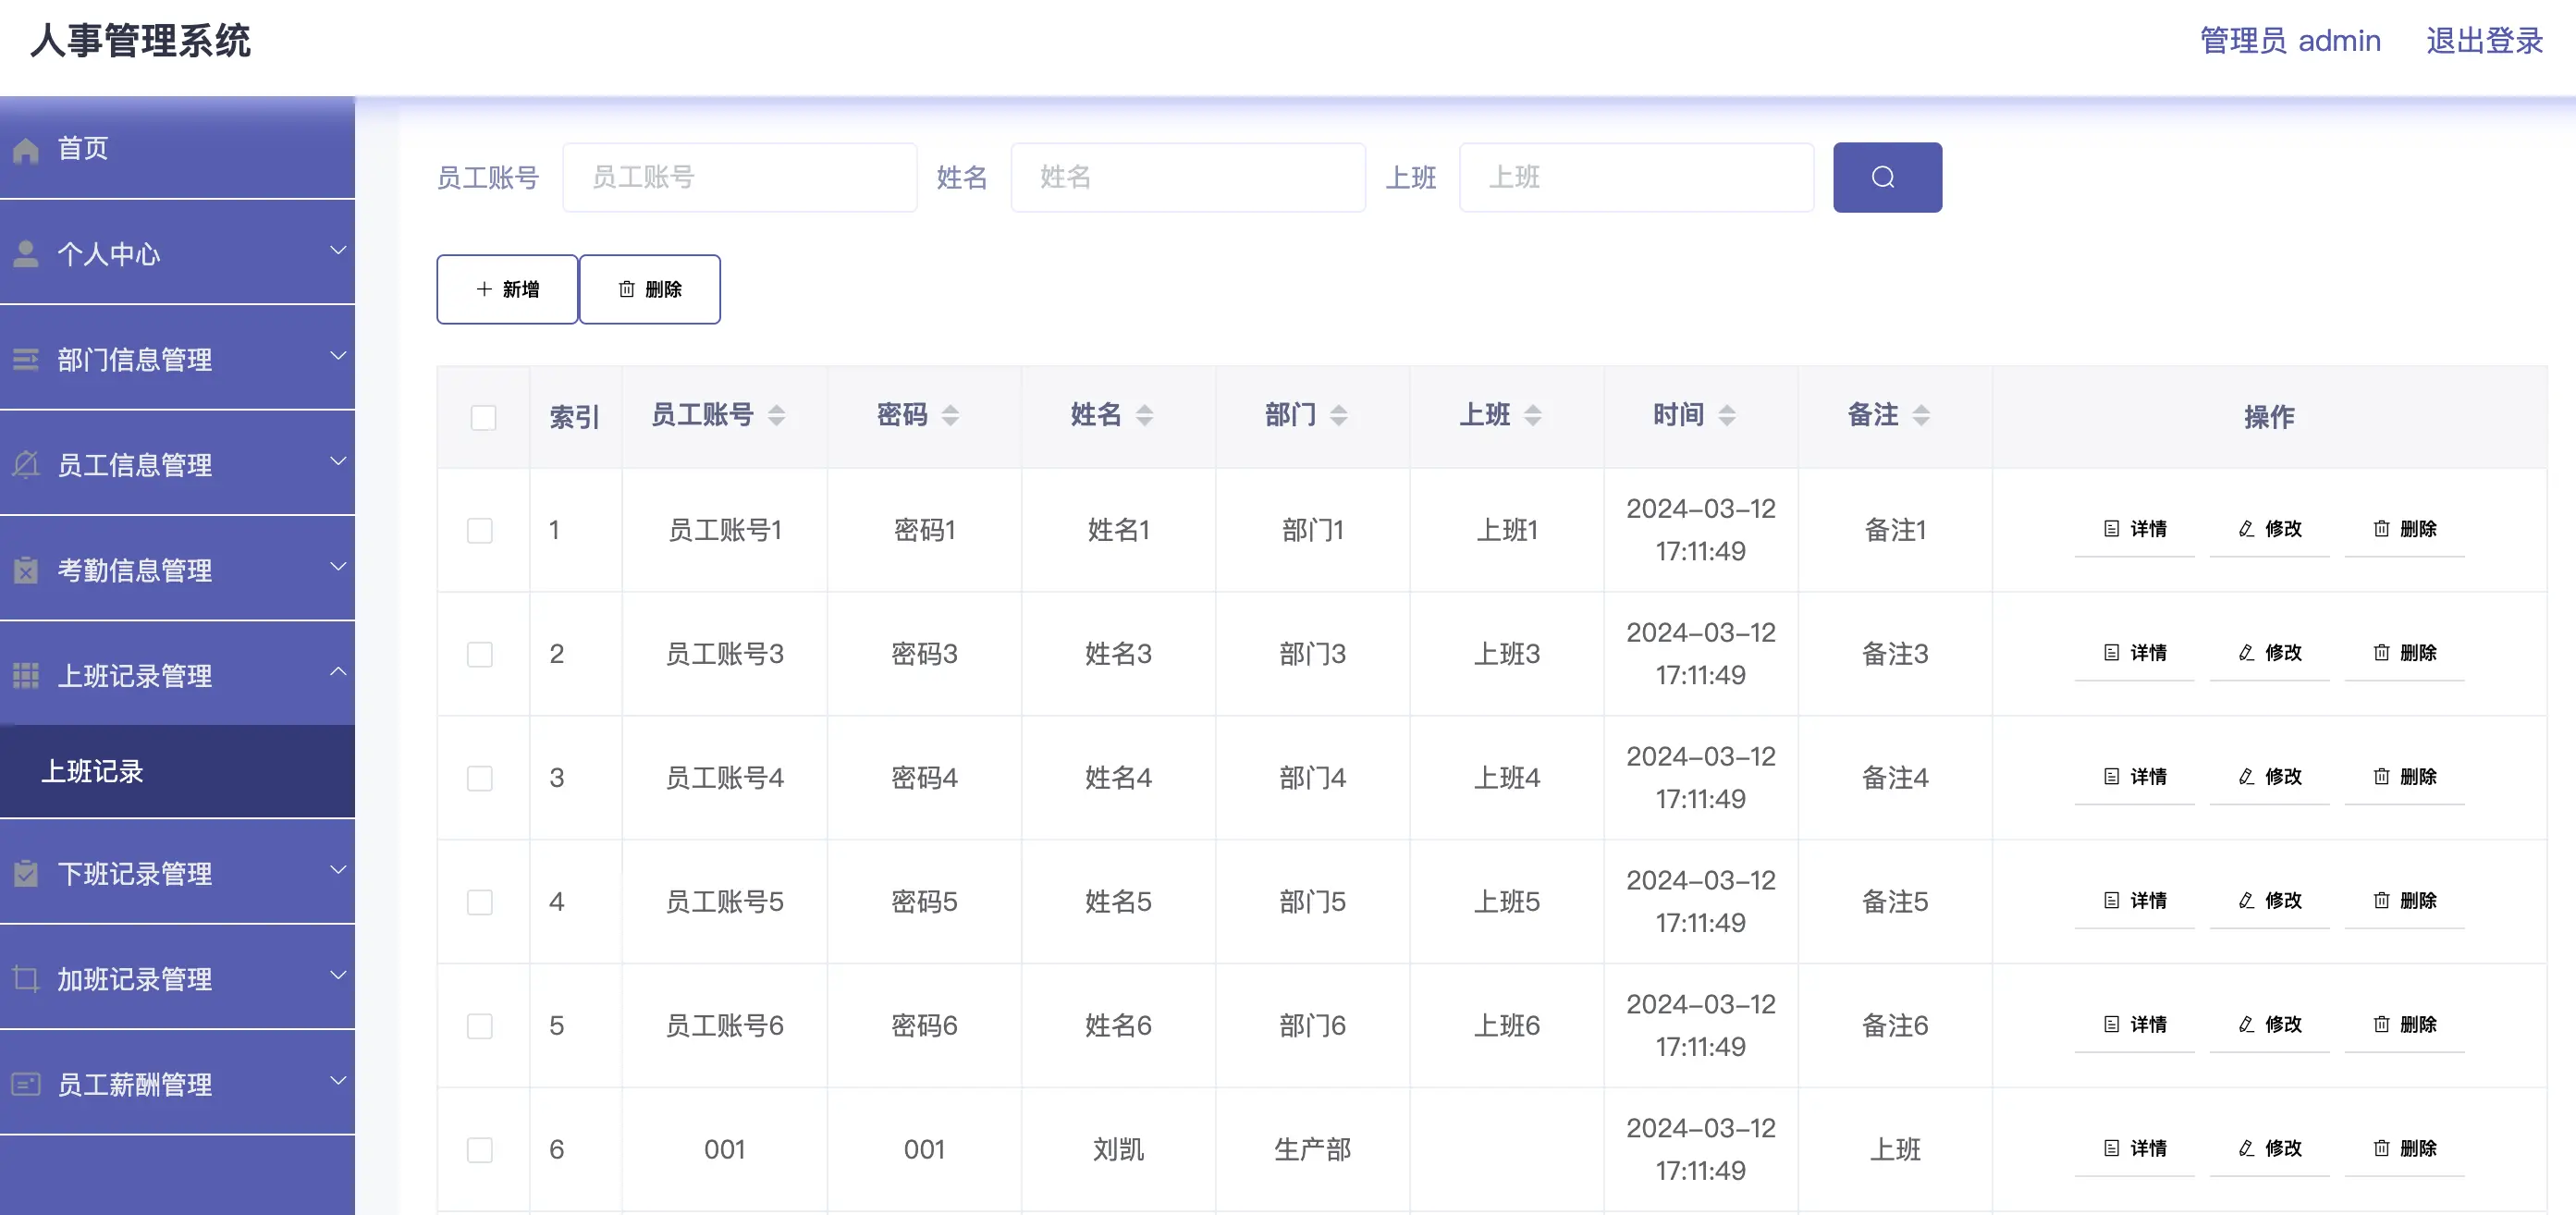 人事管理系统
管理员 admin 退出登录
首页
个人中心
部门信息管理
员工信息管理
考勤信息管理
上班记录管理
上班记录
下班记录管理
加班记录管理
员工薪酬管理
员工账号 员工账号 姓名 姓名 上班 上班
新增 删除
索引 员工账号 密码 姓名 部门 上班 时间 备注 操作
1 员工账号1 密码1 姓名1 部门1 上班1 2024-03-12 17:11:49 备注1 详情 修改 删除
2 员工账号3 密码3 姓名3 部门3 上班3 2024-03-12 17:11:49 备注3 详情 修改 删除
3 员工账号4 密码4 姓名4 部门4 上班4 2024-03-12 17:11:49 备注4 详情 修改 删除
4 员工账号5 密码5 姓名5 部门5 上班5 2024-03-12 17:11:49 备注5 详情 修改 删除
5 员工账号6 密码6 姓名6 部门6 上班6 2024-03-12 17:11:49 备注6 详情 修改 删除
6 001 001 刘凯 生产部 2024-03-12 17:11:49 上班 详情 修改 删除